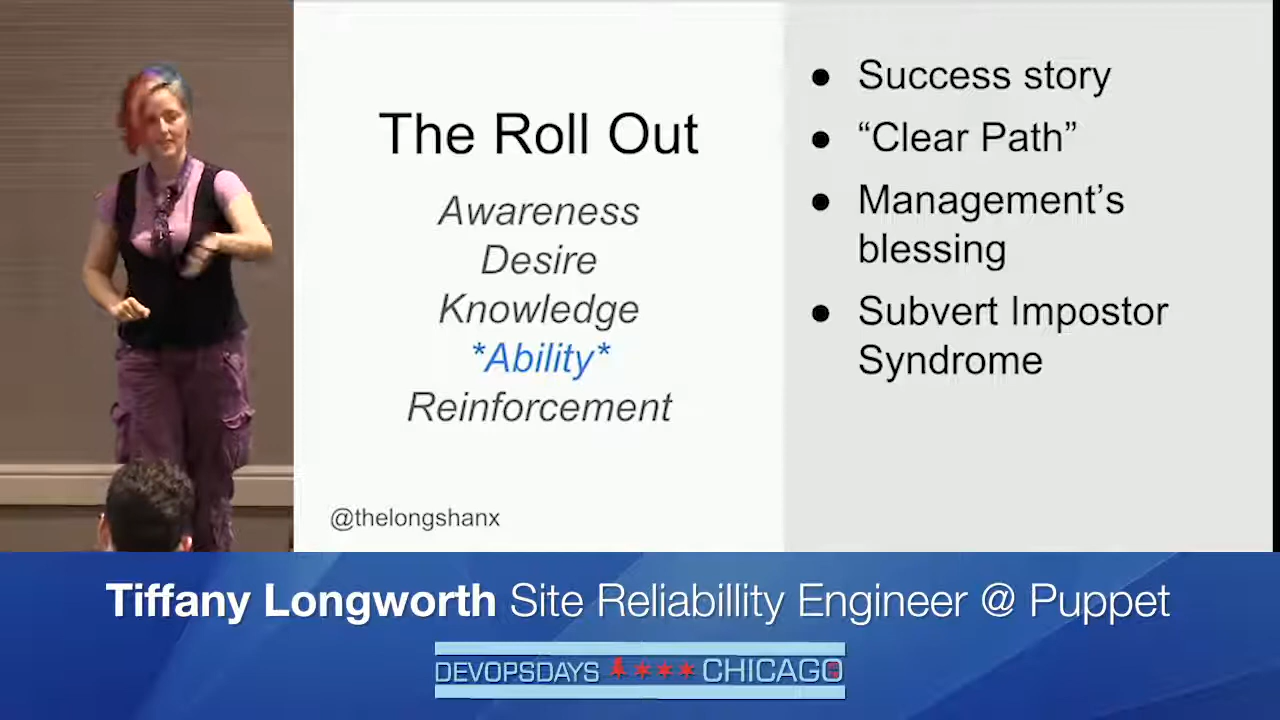 The Roll Out
Awareness
Desire
Knowledge
*Ability*
Reinforcement
@thelongshanx
● Success story
● “Clear Path”
● Management’s
blessing
● Subvert Impostor
Syndrome
Tiffany Longworth Site Reliabillity Engineer @ Puppet
DEVOPSDAYS CHICAGO